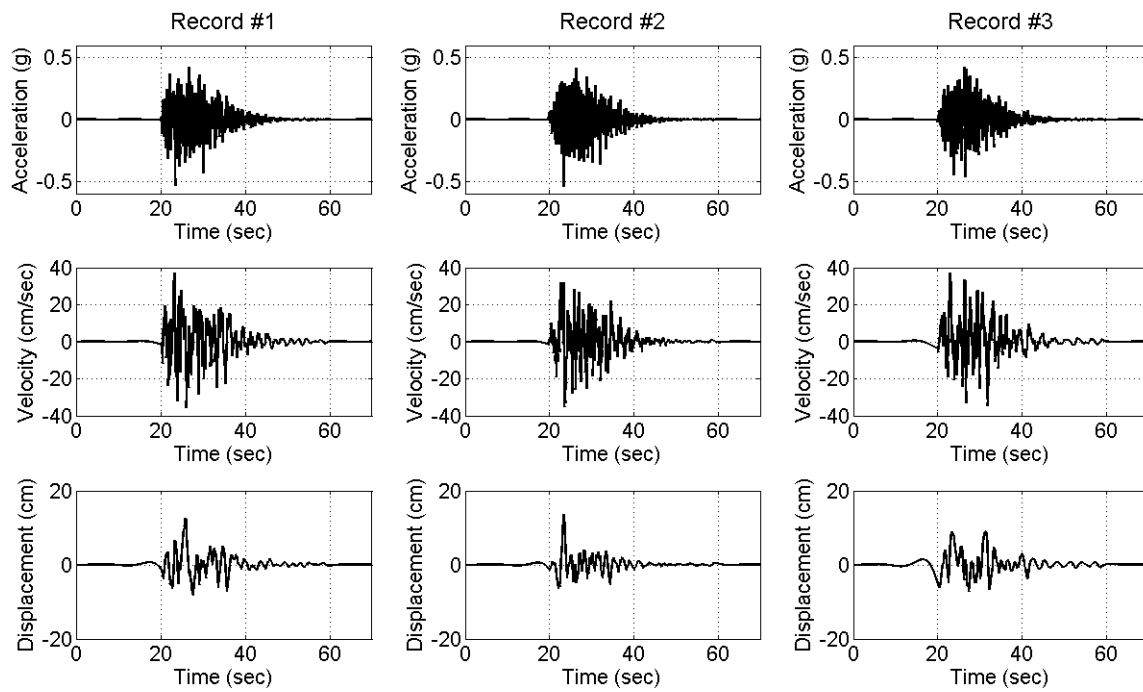 Record #1
Record #2
Record #3
Acceleration (g)
0.5
0
-0.5
0 20 40 60
Time (sec)
Acceleration (g)
0.5
0
-0.5
0 20 40 60
Time (sec)
Acceleration (g)
0.5
0
-0.5
0 20 40 60
Time (sec)
Velocity (cm/sec)
40
20
0
-20
-40
0 20 40 60
Time (sec)
Velocity (cm/sec)
40
20
0
-20
-40
0 20 40 60
Time (sec)
Velocity (cm/sec)
40
20
0
-20
-40
0 20 40 60
Time (sec)
Displacement (cm)
20
0
-20
0 20 40 60
Time (sec)
Displacement (cm)
20
0
-20
0 20 40 60
Time (sec)
Displacement (cm)
20
0
-20
0 20 40 60
Time (sec)